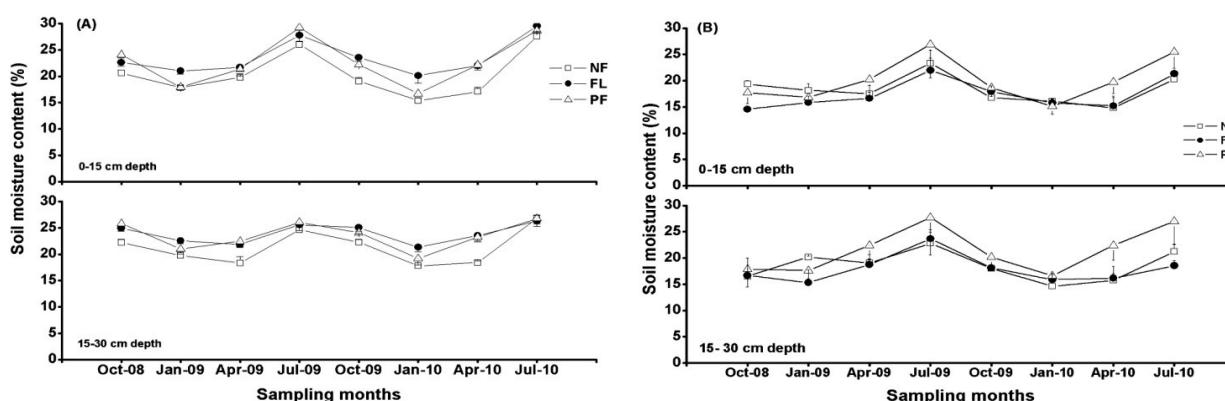 (A)
Soil moisture content (%)
30
25
20
15
10
5
0
0-15 cm depth
NF
FL
PF
30
25
20
15
10
5
0
15-30 cm depth
Oct-08 Jan-09 Apr-09 Jul-09 Oct-09 Jan-10 Apr-10 Jul-10
Sampling months
(B)
Soil moisture content (%)
30
25
20
15
10
5
0
0-15 cm depth
30
25
20
15
10
5
0
15- 30 cm depth
Oct-08 Jan-09 Apr-09 Jul-09 Oct-09 Jan-10 Apr-10 Jul-10
Sampling months